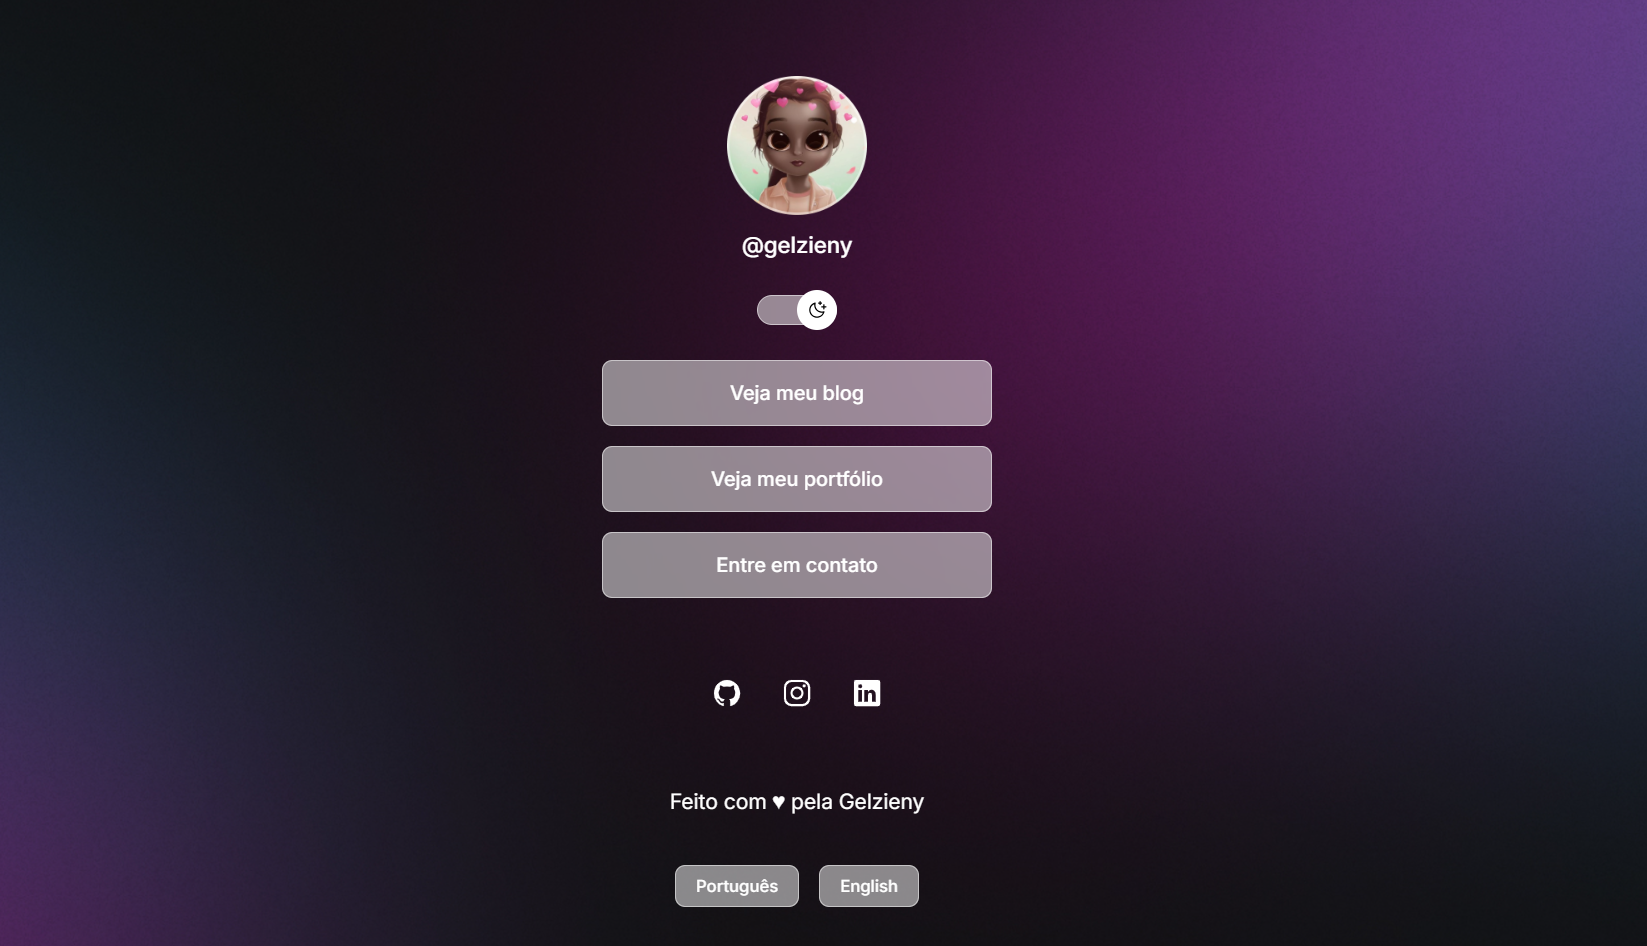 @gelzieny
Veja meu blog
Veja meu portfólio
Entre em contato
Feito com ♥ pela Gelzieny
Português
English